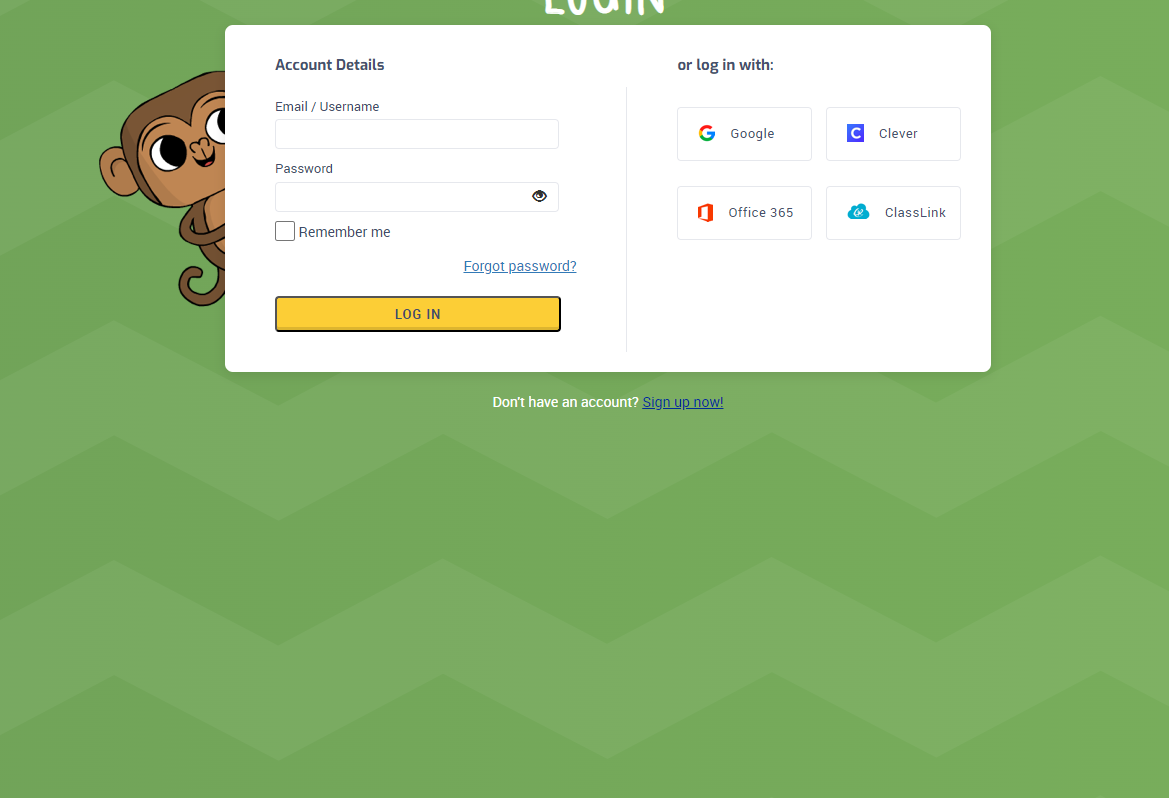 LOGIN
Account Details
Email / Username
Password
Remember me
Forgot password?
LOG IN
or log in with:
Google
Clever
Office 365
ClassLink
Don't have an account? Sign up now!